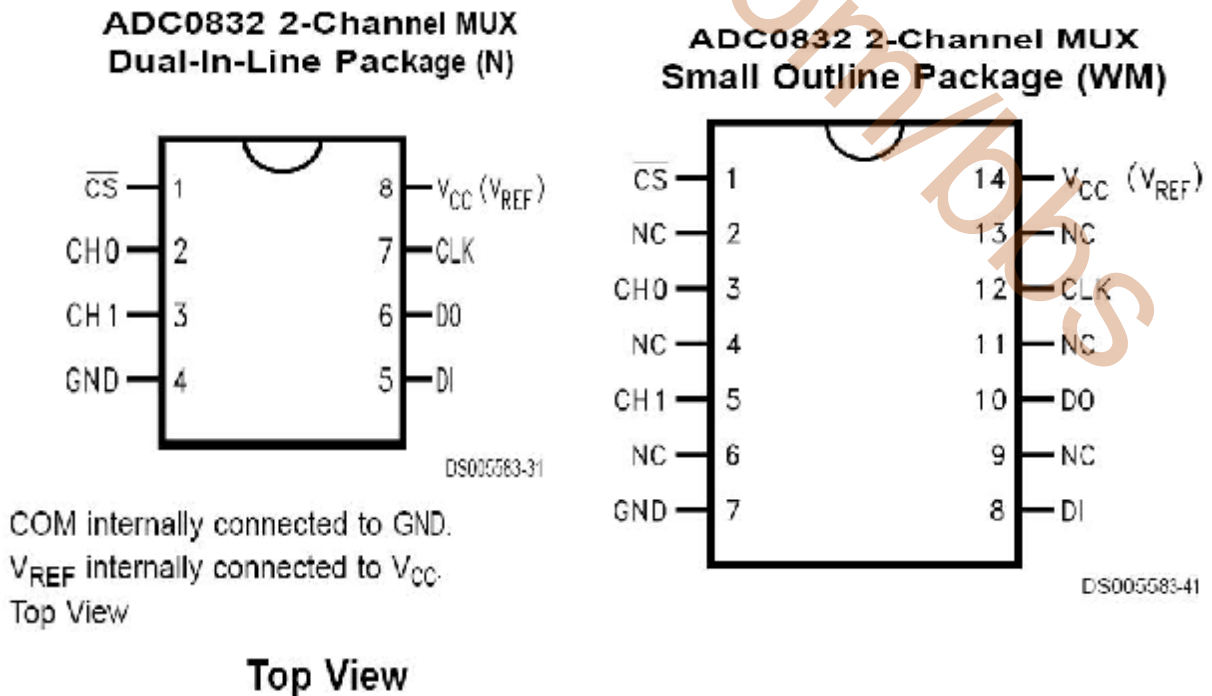 ADC0832 2-Channel MUX
Dual-In-Line Package (N)
CS 1 8 VCC (VREF)
CH0 2 7 CLK
CH1 3 6 DO
GND 4 5 DI
DS005583-31
COM internally connected to GND.
VREF internally connected to VCC.
Top View
Top View
ADC0832 2-Channel MUX
Small Outline Package (WM)
CS 1 14 VCC (VREF)
NC 2 13 NC
CH0 3 12 CLK
NC 4 11 NC
CH1 5 10 DO
NC 6 9 NC
GND 7 8 DI
DS005583-41
om/bbs